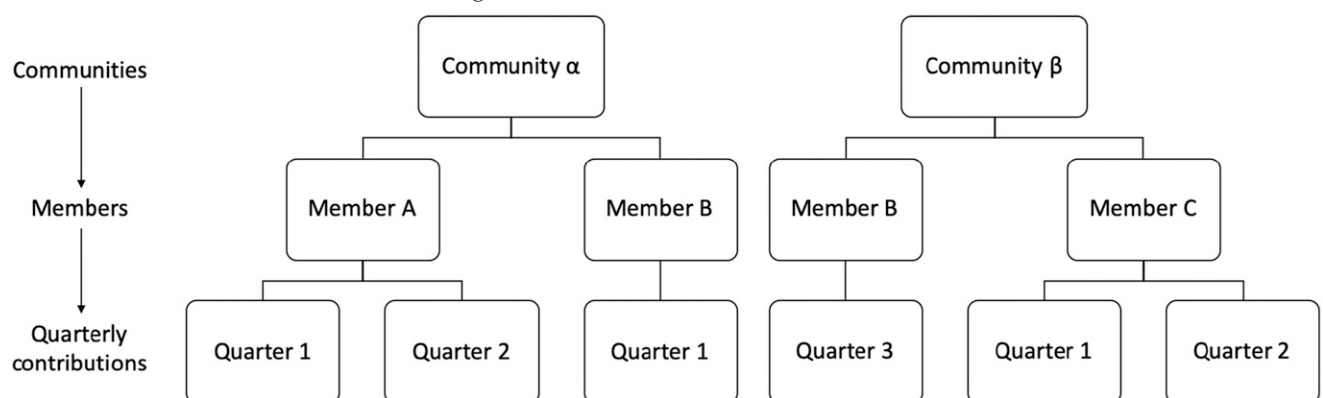 Community α
Community β
Communities
Members
Member A
Member B
Member B
Member C
Quarterly
contributions
Quarter 1
Quarter 2
Quarter 1
Quarter 3
Quarter 1
Quarter 2